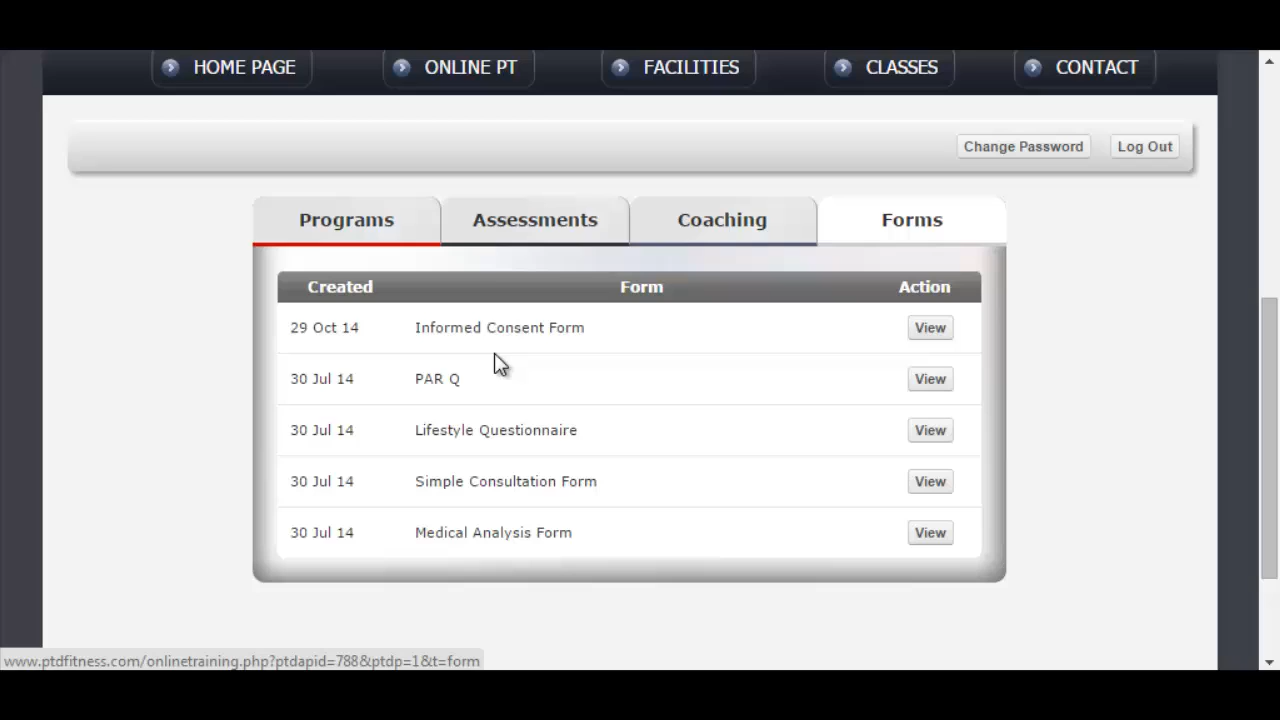 HOME PAGE ONLINE PT FACILITIES CLASSES CONTACT
Change Password Log Out
Programs Assessments Coaching Forms
Created Form Action
29 Oct 14 Informed Consent Form View
30 Jul 14 PAR Q View
30 Jul 14 Lifestyle Questionnaire View
30 Jul 14 Simple Consultation Form View
30 Jul 14 Medical Analysis Form View
www.ptdfitness.com/onlinetraining.php?ptdapid=788&ptdp=1&t=form